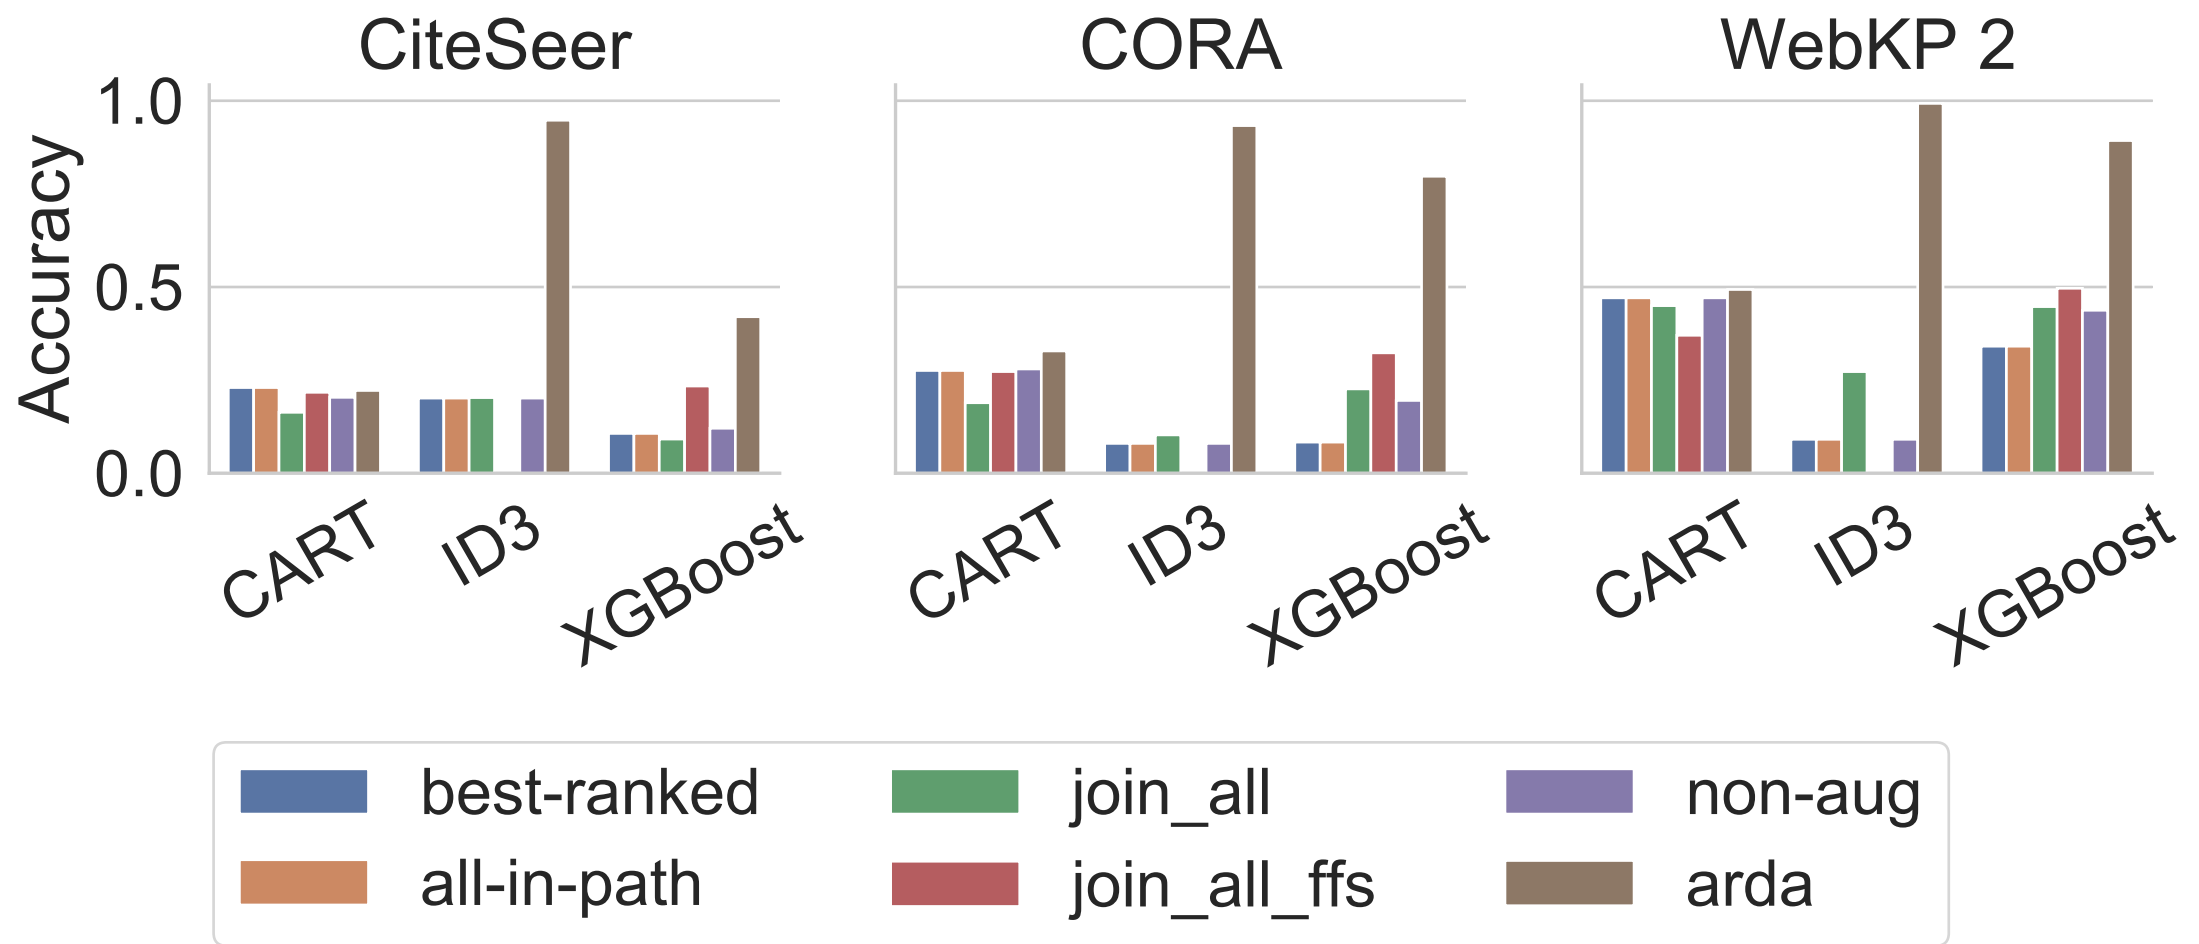 CiteSeer CORA WebKP 2
Accuracy
1.0
0.5
0.0
CART ID3 XGBoost CART ID3 XGBoost CART ID3 XGBoost
best-ranked join_all non-aug
all-in-path join_all_ffs arda